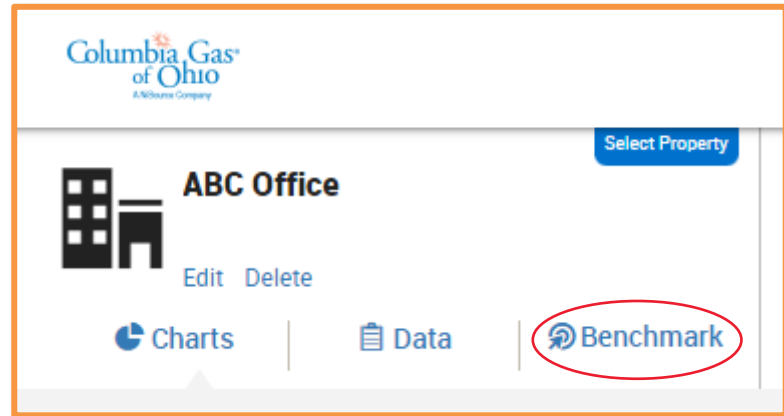 Columbia Gas®
of Ohio
A NiSource Company
Select Property
ABC Office
Edit Delete
Charts Data Benchmark